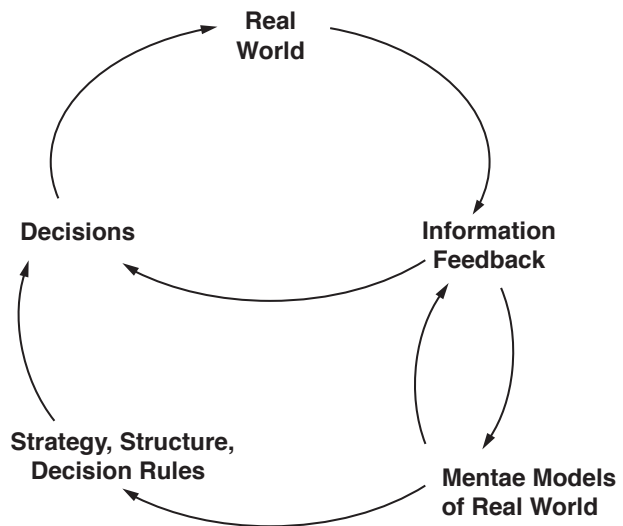 Real
World
Decisions
Information
Feedback
Strategy, Structure,
Decision Rules
Mentae Models
of Real World